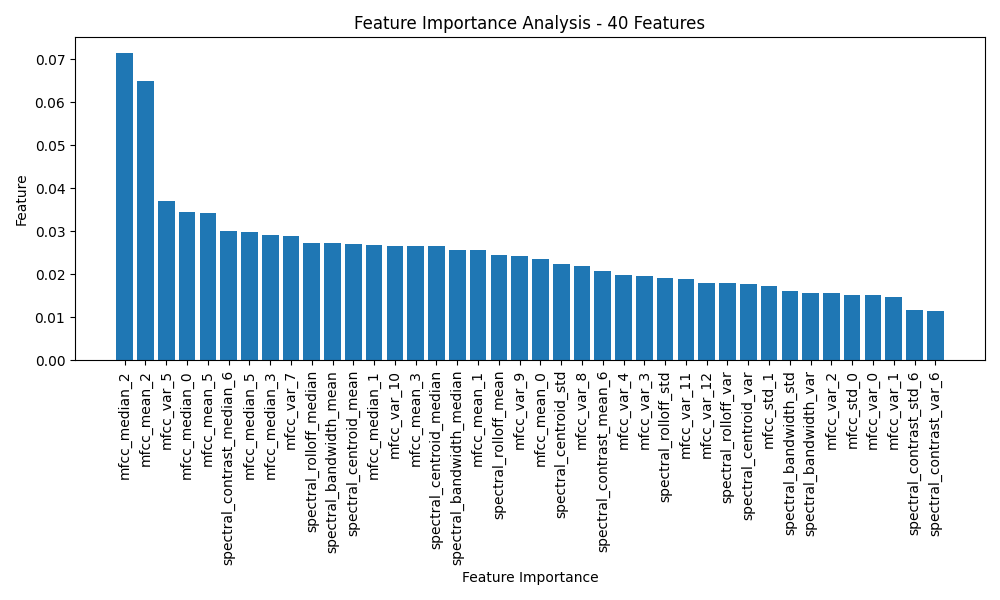 Feature Importance Analysis - 40 Features
Feature
0.07
0.06
0.05
0.04
0.03
0.02
0.01
0.00
mfcc_median_2
mfcc_mean_2
mfcc_var_5
mfcc_median_0
mfcc_mean_5
spectral_contrast_median_6
mfcc_median_5
mfcc_median_3
mfcc_var_7
spectral_rolloff_median
spectral_bandwidth_mean
spectral_centroid_mean
mfcc_median_1
mfcc_var_10
mfcc_mean_3
spectral_centroid_median
spectral_bandwidth_median
mfcc_mean_1
spectral_rolloff_mean
mfcc_var_9
mfcc_mean_0
spectral_centroid_std
mfcc_var_8
spectral_contrast_mean_6
mfcc_var_4
mfcc_var_3
spectral_rolloff_std
mfcc_var_11
mfcc_var_12
spectral_rolloff_var
spectral_centroid_var
mfcc_std_1
spectral_bandwidth_std
spectral_bandwidth_var
mfcc_var_2
mfcc_std_0
mfcc_var_0
mfcc_var_1
spectral_contrast_std_6
spectral_contrast_var_6
Feature Importance